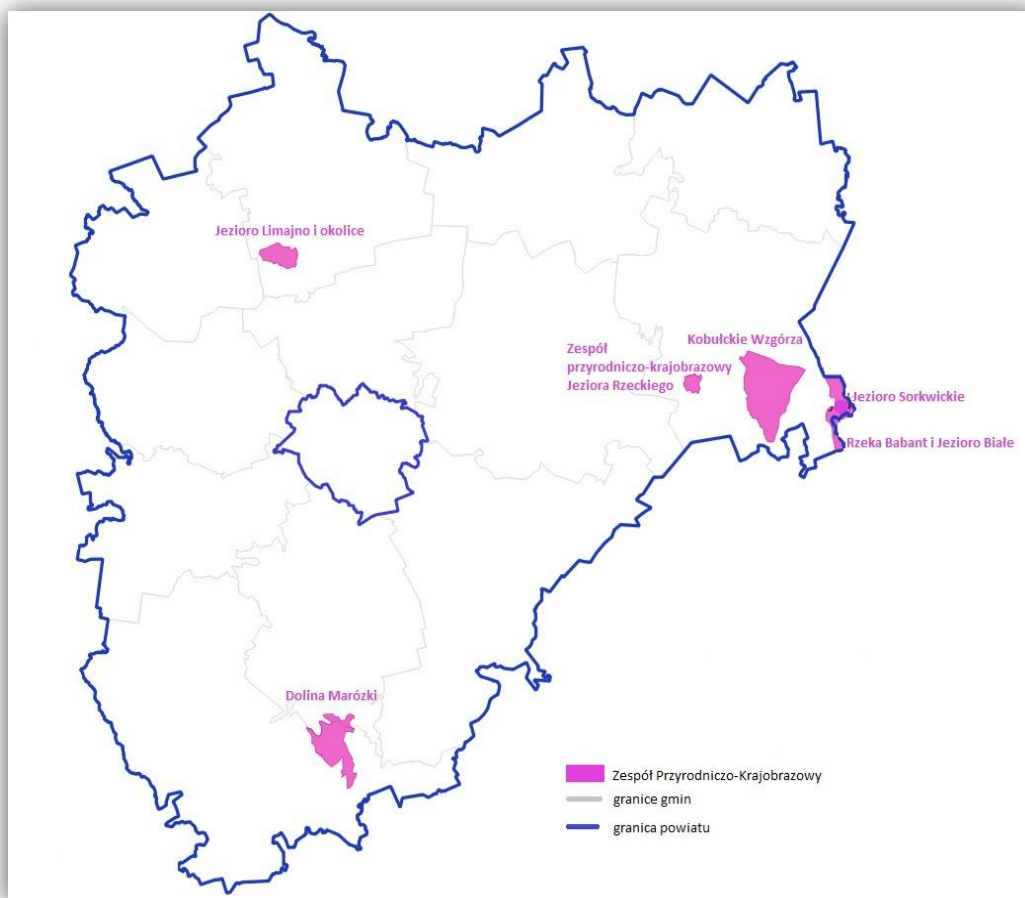 Jezioro Limajno i okolice
Kobułckie Wzgórza
Zespół
przyrodniczo-krajobrazowy
Jeziora Rzeckiego
Jezioro Sorkwickie
Rzeka Babant i Jezioro Białe
Dolina Marózki
Zespół Przyrodniczo-Krajobrazowy
granice gmin
granica powiatu